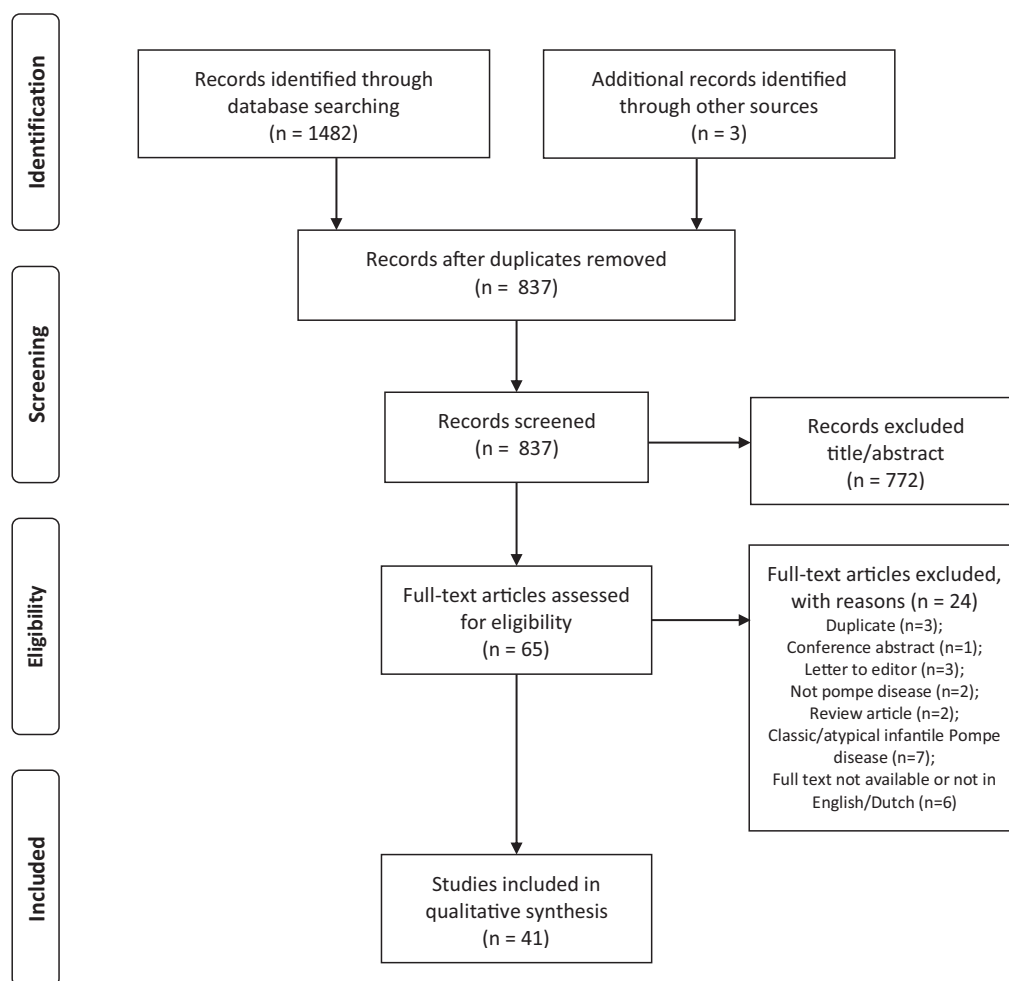 Identification
Records identified through
database searching
(n = 1482)
Additional records identified
through other sources
(n = 3)
Records after duplicates removed
(n = 837)
Screening
Records screened
(n = 837)
Records excluded
title/abstract
(n = 772)
Eligibility
Full-text articles assessed
for eligibility
(n = 65)
Full-text articles excluded,
with reasons (n = 24)
Duplicate (n=3);
Conference abstract (n=1);
Letter to editor (n=3);
Not pompe disease (n=2);
Review article (n=2);
Classic/atypical infantile Pompe
disease (n=7);
Full text not available or not in
English/Dutch (n=6)
Included
Studies included in
qualitative synthesis
(n = 41)